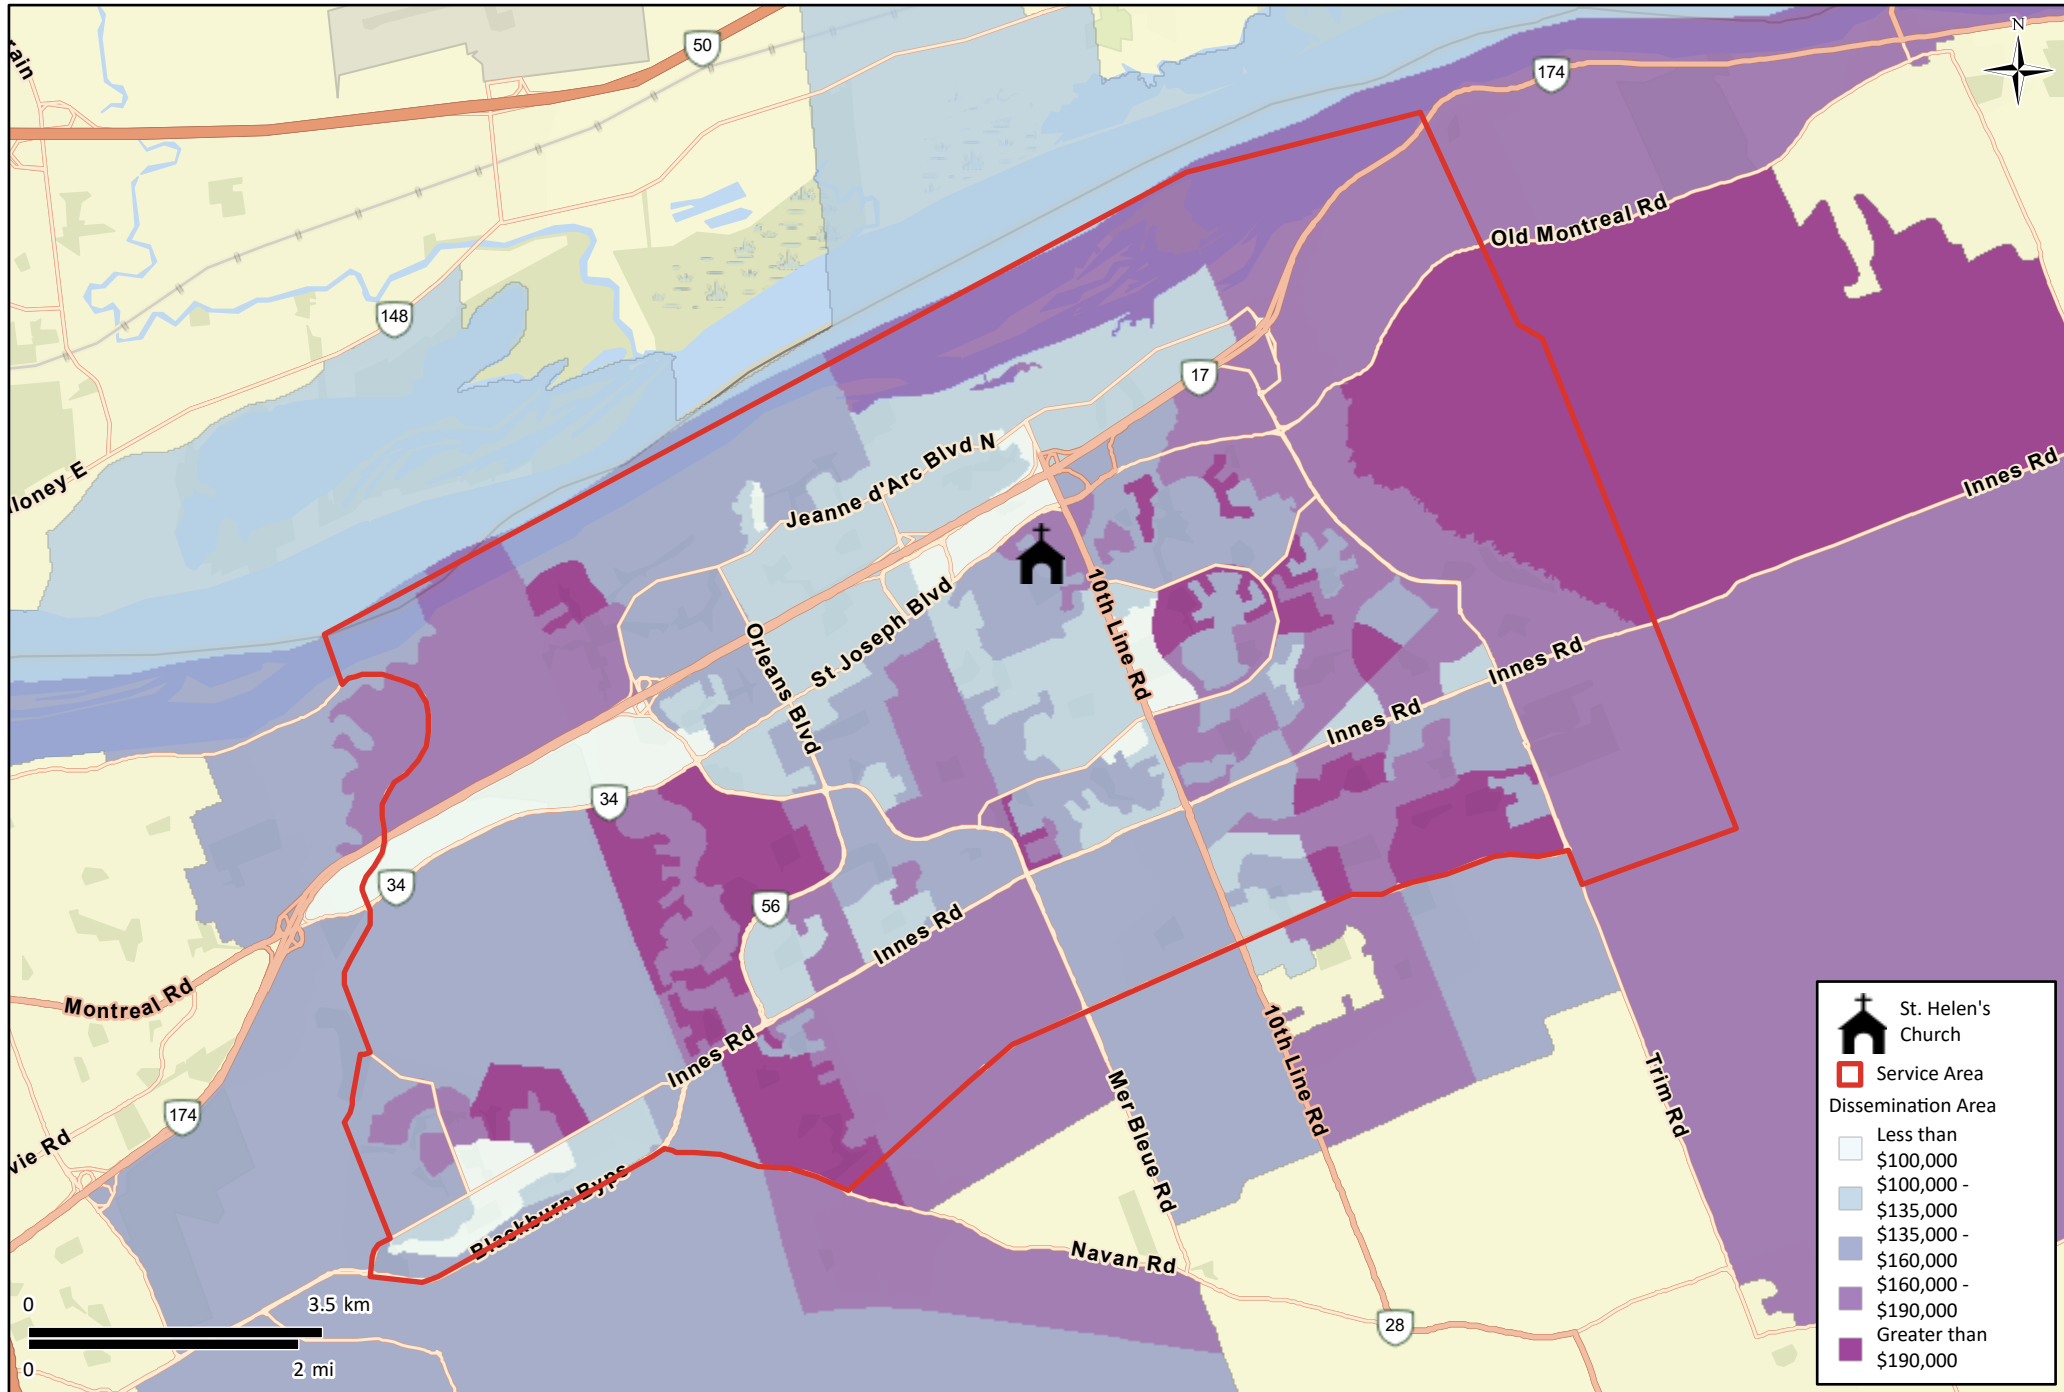 50
N
174
Old Montreal Rd
148
17
Jeanne d'Arc Blvd N
Innes Rd
10th Line Rd
Orleans Blvd
St Joseph Blvd
Innes Rd
Innes Rd
34
34
56
Innes Rd
Montreal Rd
Innes Rd
10th Line Rd
Mer Bleue Rd
Trim Rd
174
Blackburn Byps
Navan Rd
28
0
3.5 km
0
2 mi
St. Helen's
Church
Service Area
Dissemination Area
Less than
$100,000
$100,000 -
$135,000
$135,000 -
$160,000
$160,000 -
$190,000
Greater than
$190,000